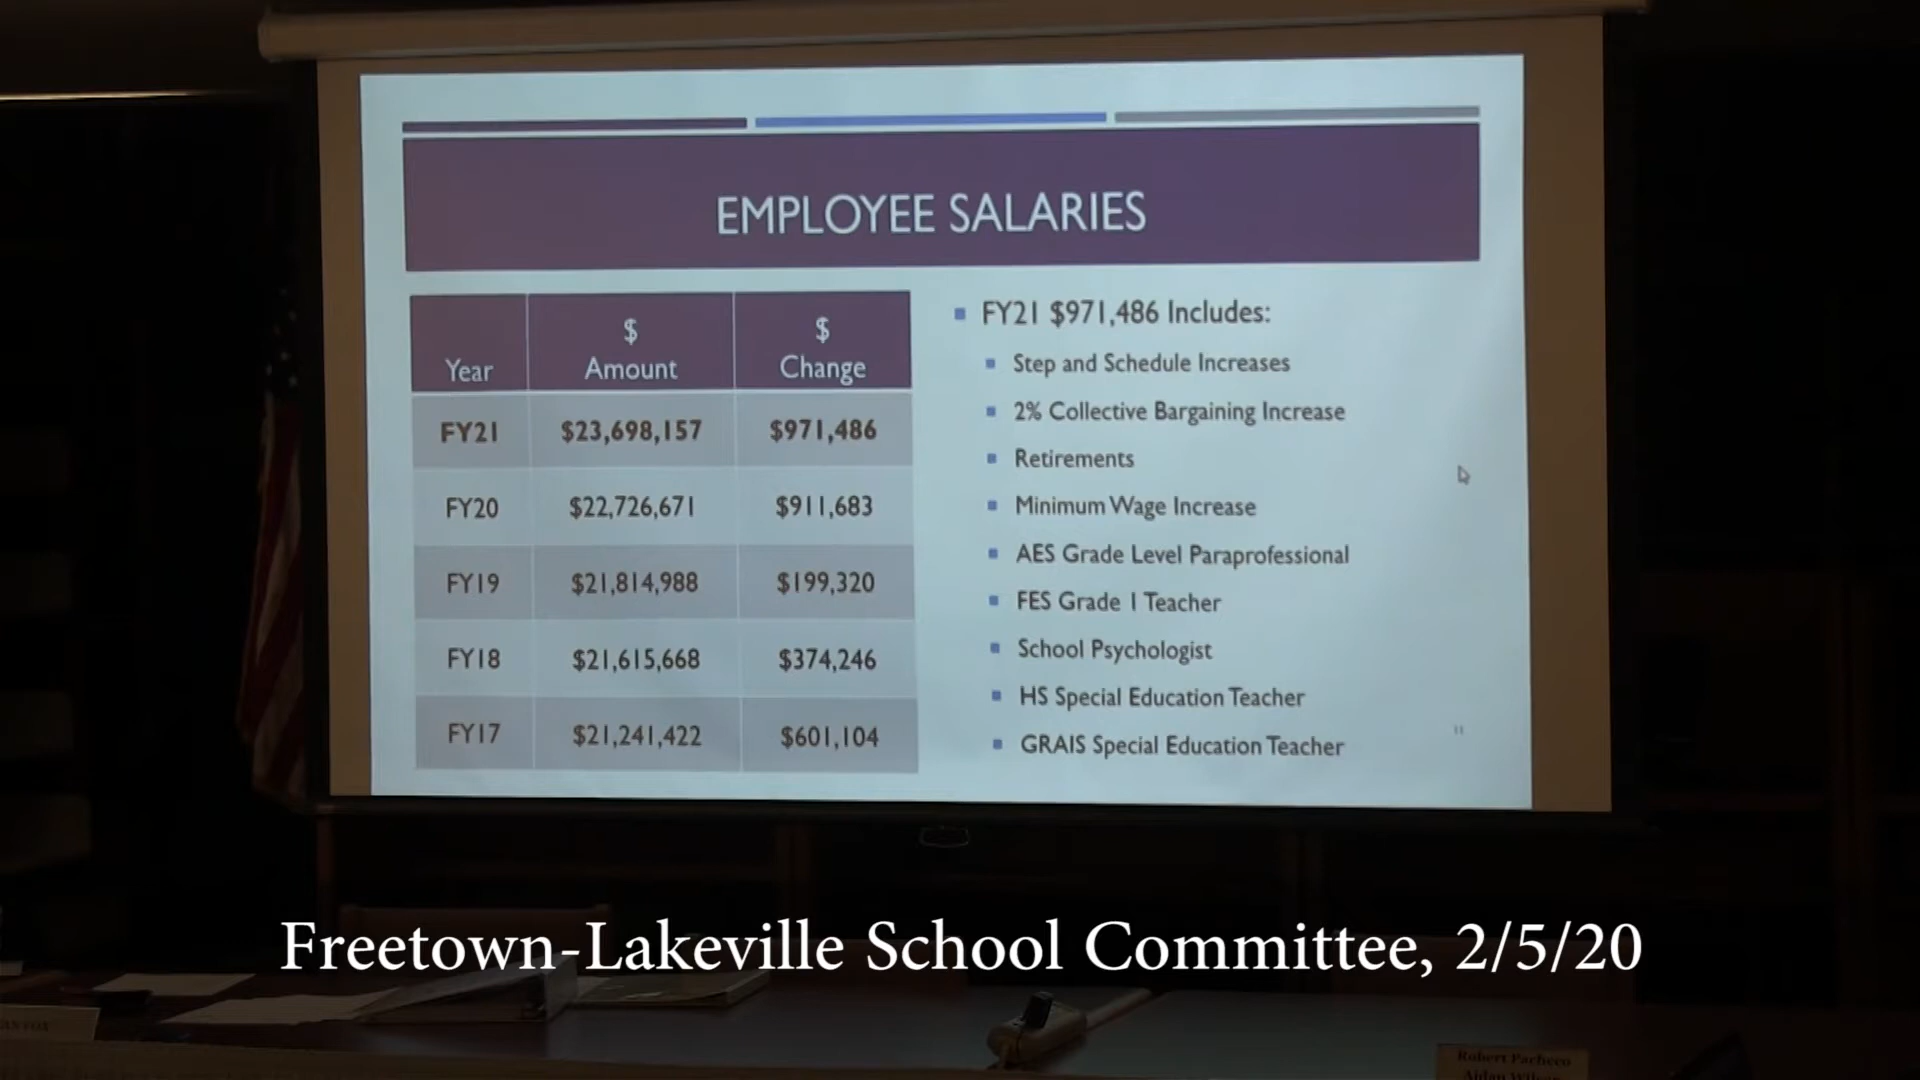 EMPLOYEE SALARIES
Year $ Amount $ Change
FY21 $23,698,157 $971,486
FY20 $22,726,671 $911,683
FY19 $21,814,988 $199,320
FY18 $21,615,668 $374,246
FY17 $21,241,422 $601,104
FY21 $971,486 Includes:
Step and Schedule Increases
2% Collective Bargaining Increase
Retirements
Minimum Wage Increase
AES Grade Level Paraprofessional
FES Grade 1 Teacher
School Psychologist
HS Special Education Teacher
GRAIS Special Education Teacher
11
Freetown-Lakeville School Committee, 2/5/20
Robert Pacheco
Aidan